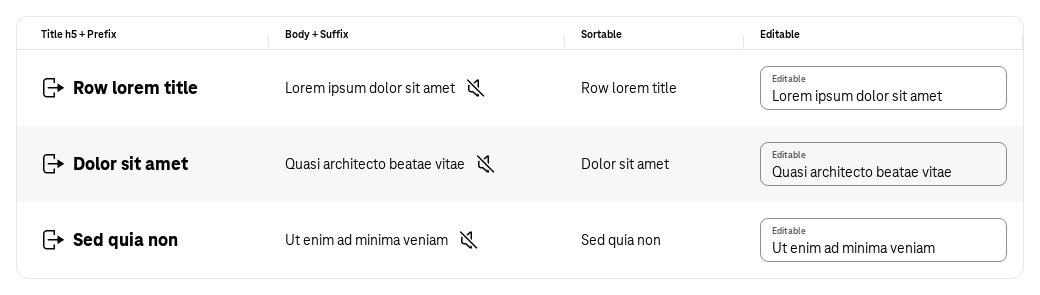 Title h5 + Prefix
Body + Suffix
Sortable
Editable
Row lorem title
Lorem ipsum dolor sit amet
Row lorem title
Editable
Lorem ipsum dolor sit amet
Dolor sit amet
Quasi architecto beatae vitae
Dolor sit amet
Editable
Quasi architecto beatae vitae
Sed quia non
Ut enim ad minima veniam
Sed quia non
Editable
Ut enim ad minima veniam